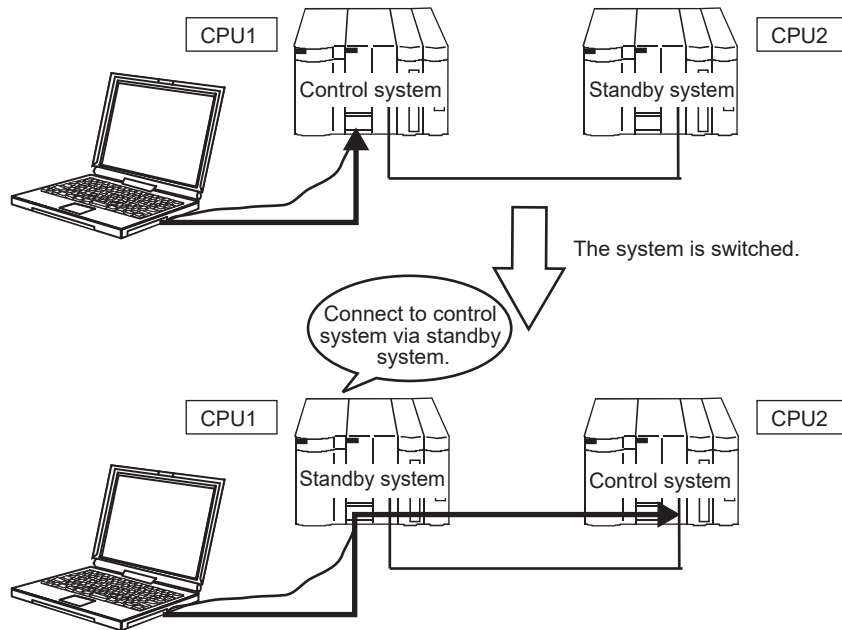 CPU1
Control system
Standby system
CPU2
The system is switched.
Connect to control
system via standby
system.
CPU1
Standby system
Control system
CPU2